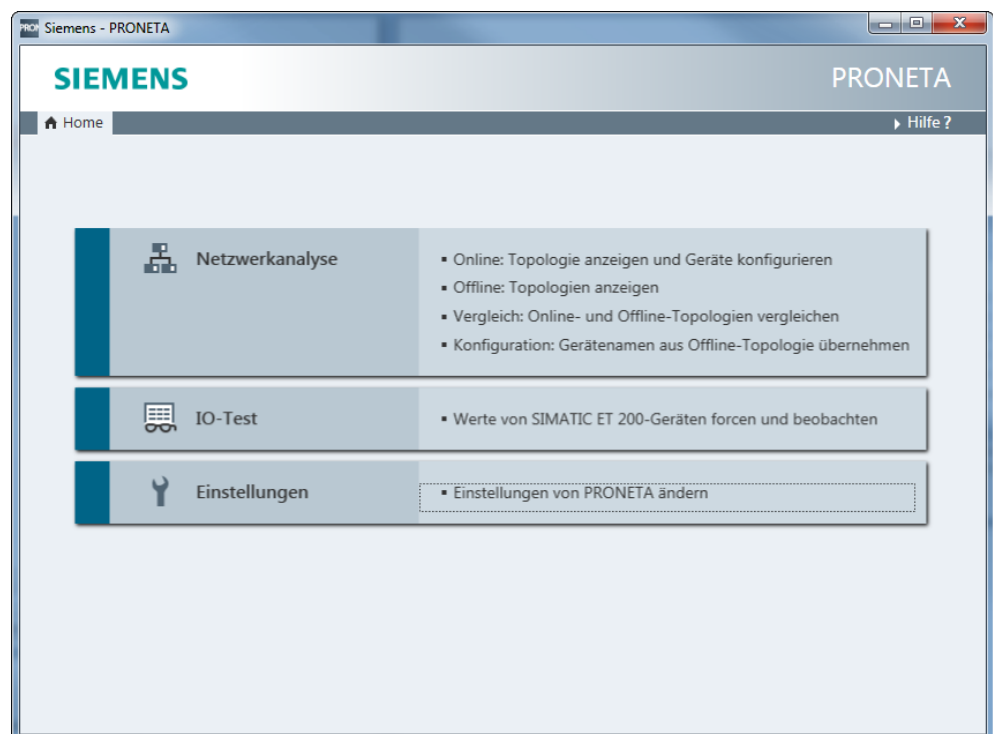 PRONETA Siemens - PRONETA
SIEMENS
PRONETA
Home
Hilfe ?
Netzwerkanalyse
▪ Online: Topologie anzeigen und Geräte konfigurieren
▪ Offline: Topologien anzeigen
▪ Vergleich: Online- und Offline-Topologien vergleichen
▪ Konfiguration: Gerätenamen aus Offline-Topologie übernehmen
IO-Test
▪ Werte von SIMATIC ET 200-Geräten forcen und beobachten
Einstellungen
▪ Einstellungen von PRONETA ändern